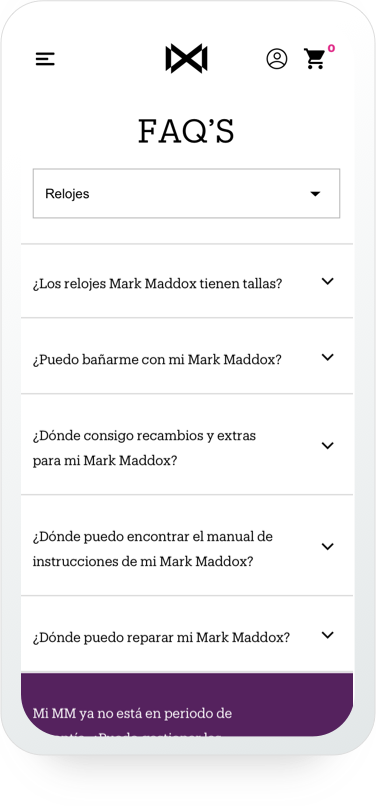 0
FAQ’S
Relojes
¿Los relojes Mark Maddox tienen tallas?
¿Puedo bañarme con mi Mark Maddox?
¿Dónde consigo recambios y extras
para mi Mark Maddox?
¿Dónde puedo encontrar el manual de
instrucciones de mi Mark Maddox?
¿Dónde puedo reparar mi Mark Maddox?
Mi MM ya no está en periodo de